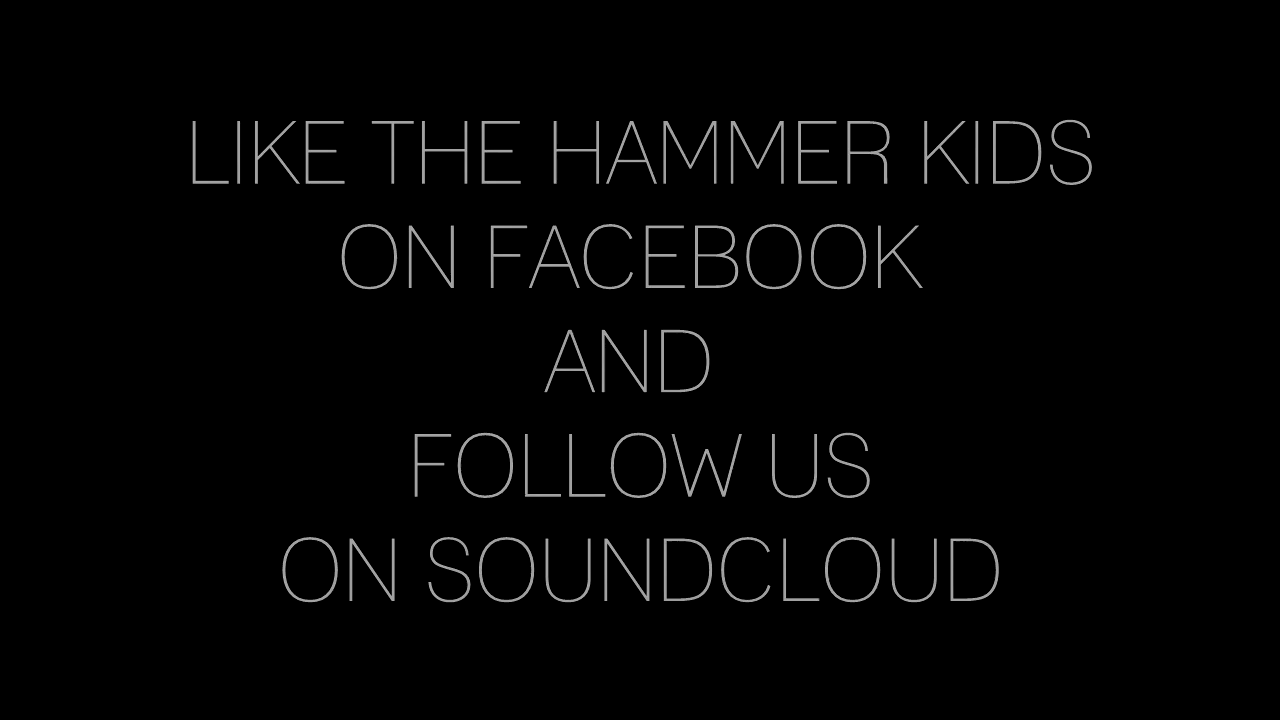 LIKE THE HAMMER KIDS
ON FACEBOOK
AND
FOLLOW US
ON SOUNDCLOUD